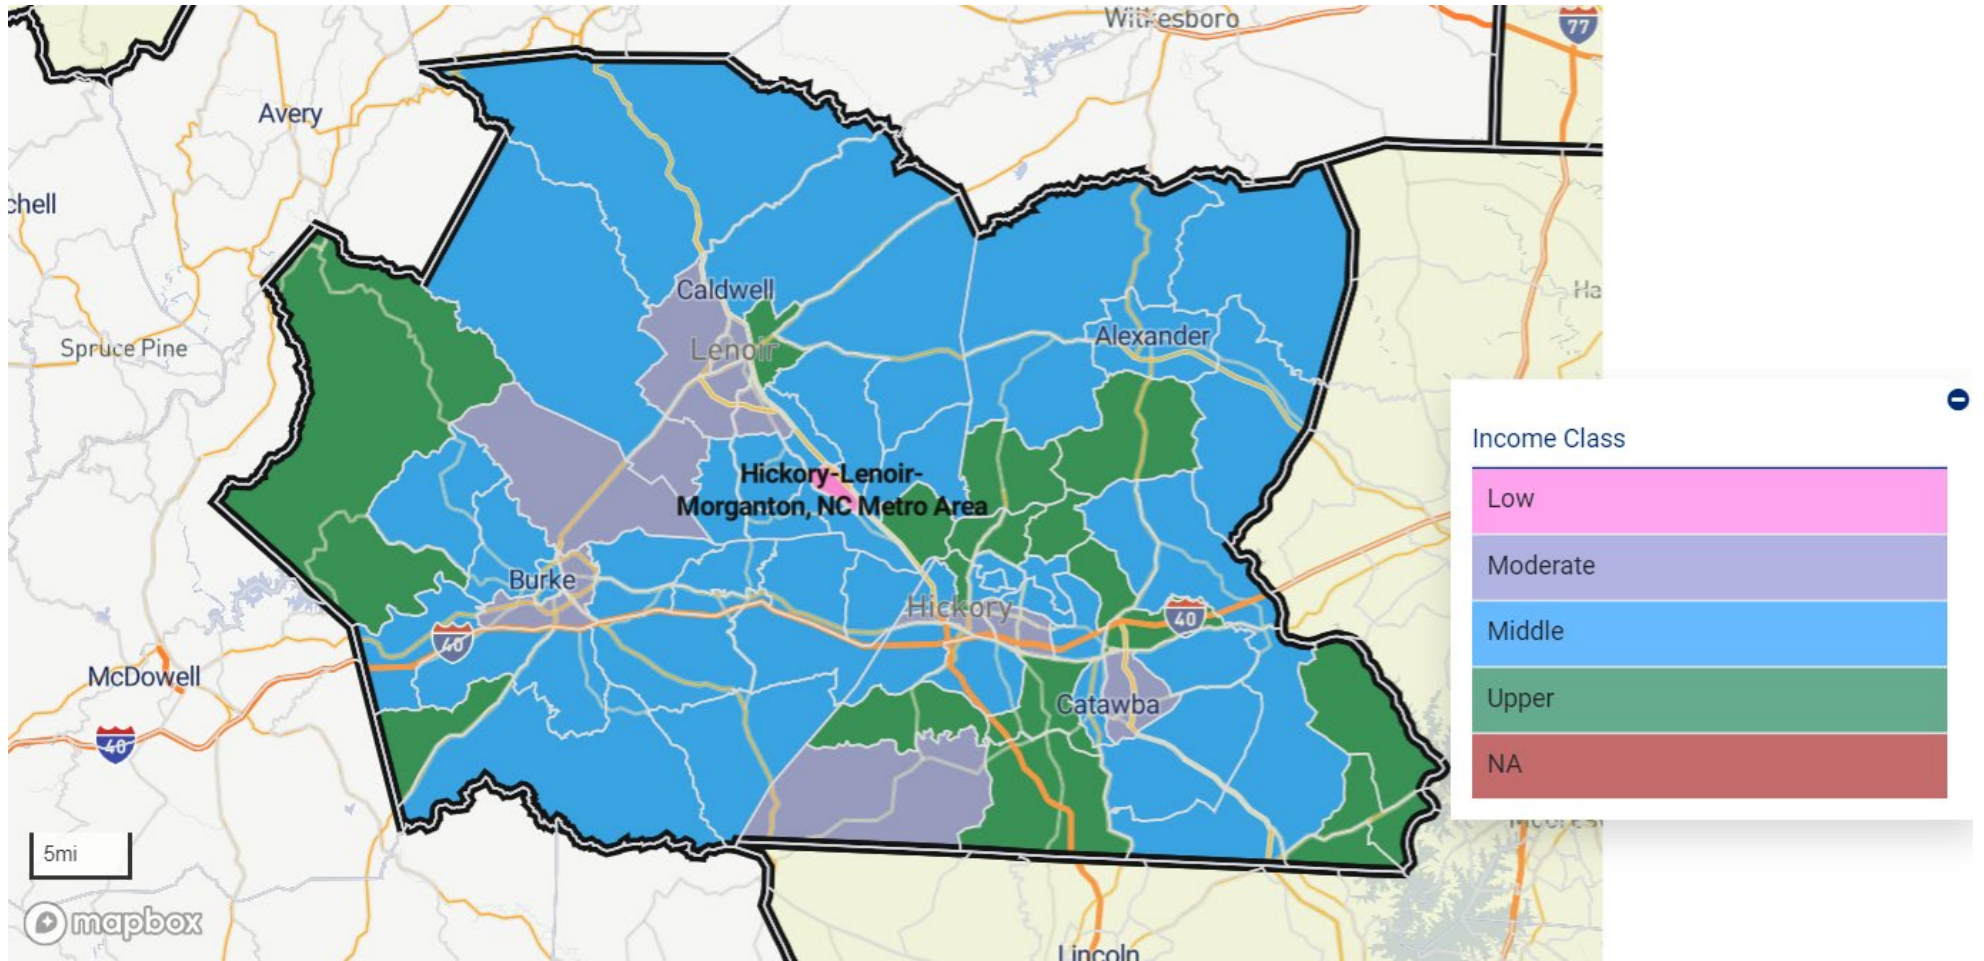 Wilkesboro
77
Avery
chell
Caldwell
Ha
Spruce Pine
Lenoir
Alexander
Hickory-Lenoir-
Morganton, NC Metro Area
Burke
Hickory
40
40
McDowell
Catawba
40
5mi
mapbox
Lincoln
Income Class
Low
Moderate
Middle
Upper
NA